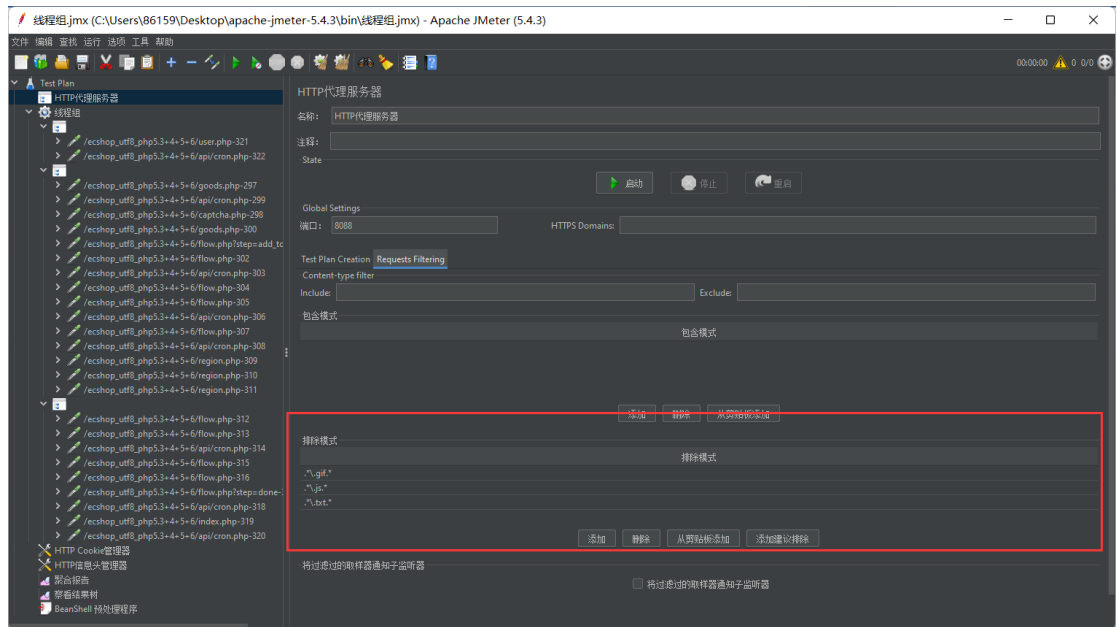 线程组.jmx (C:\Users\86159\Desktop\apache-jmeter-5.4.3\bin\线程组.jmx) - Apache JMeter (5.4.3)
文件 编辑 查找 运行 选项 工具 帮助
00:00:00 0 0/0
Test Plan
HTTP代理服务器
线程组
/ecshop_utf8_php5.3+4+5+6/user.php-321
/ecshop_utf8_php5.3+4+5+6/api/cron.php-322
/ecshop_utf8_php5.3+4+5+6/goods.php-297
/ecshop_utf8_php5.3+4+5+6/api/cron.php-299
/ecshop_utf8_php5.3+4+5+6/captcha.php-298
/ecshop_utf8_php5.3+4+5+6/goods.php-300
/ecshop_utf8_php5.3+4+5+6/flow.php?step=add_tc
/ecshop_utf8_php5.3+4+5+6/flow.php-302
/ecshop_utf8_php5.3+4+5+6/api/cron.php-303
/ecshop_utf8_php5.3+4+5+6/flow.php-304
/ecshop_utf8_php5.3+4+5+6/flow.php-305
/ecshop_utf8_php5.3+4+5+6/api/cron.php-306
/ecshop_utf8_php5.3+4+5+6/flow.php-307
/ecshop_utf8_php5.3+4+5+6/api/cron.php-308
/ecshop_utf8_php5.3+4+5+6/region.php-309
/ecshop_utf8_php5.3+4+5+6/region.php-310
/ecshop_utf8_php5.3+4+5+6/region.php-311
/ecshop_utf8_php5.3+4+5+6/flow.php-312
/ecshop_utf8_php5.3+4+5+6/flow.php-313
/ecshop_utf8_php5.3+4+5+6/api/cron.php-314
/ecshop_utf8_php5.3+4+5+6/flow.php-315
/ecshop_utf8_php5.3+4+5+6/flow.php-316
/ecshop_utf8_php5.3+4+5+6/flow.php?step=done-
/ecshop_utf8_php5.3+4+5+6/api/cron.php-318
/ecshop_utf8_php5.3+4+5+6/index.php-319
/ecshop_utf8_php5.3+4+5+6/api/cron.php-320
HTTP Cookie管理器
HTTP信息头管理器
聚合报告
察看结果树
BeanShell 预处理程序
HTTP代理服务器
名称： HTTP代理服务器
注释：
State
启动 停止 重启
Global Settings
端口： 8088 HTTPS Domains:
Test Plan Creation Requests Filtering
Content-type filter
Include: Exclude:
包含模式
包含模式
添加 删除 从剪贴板添加
排除模式
排除模式
.*\.gif.*
.*\.js.*
.*\.txt.*
添加 删除 从剪贴板添加 添加建议排除
将过滤过的取样器通知子监听器
将过滤过的取样器通知子监听器